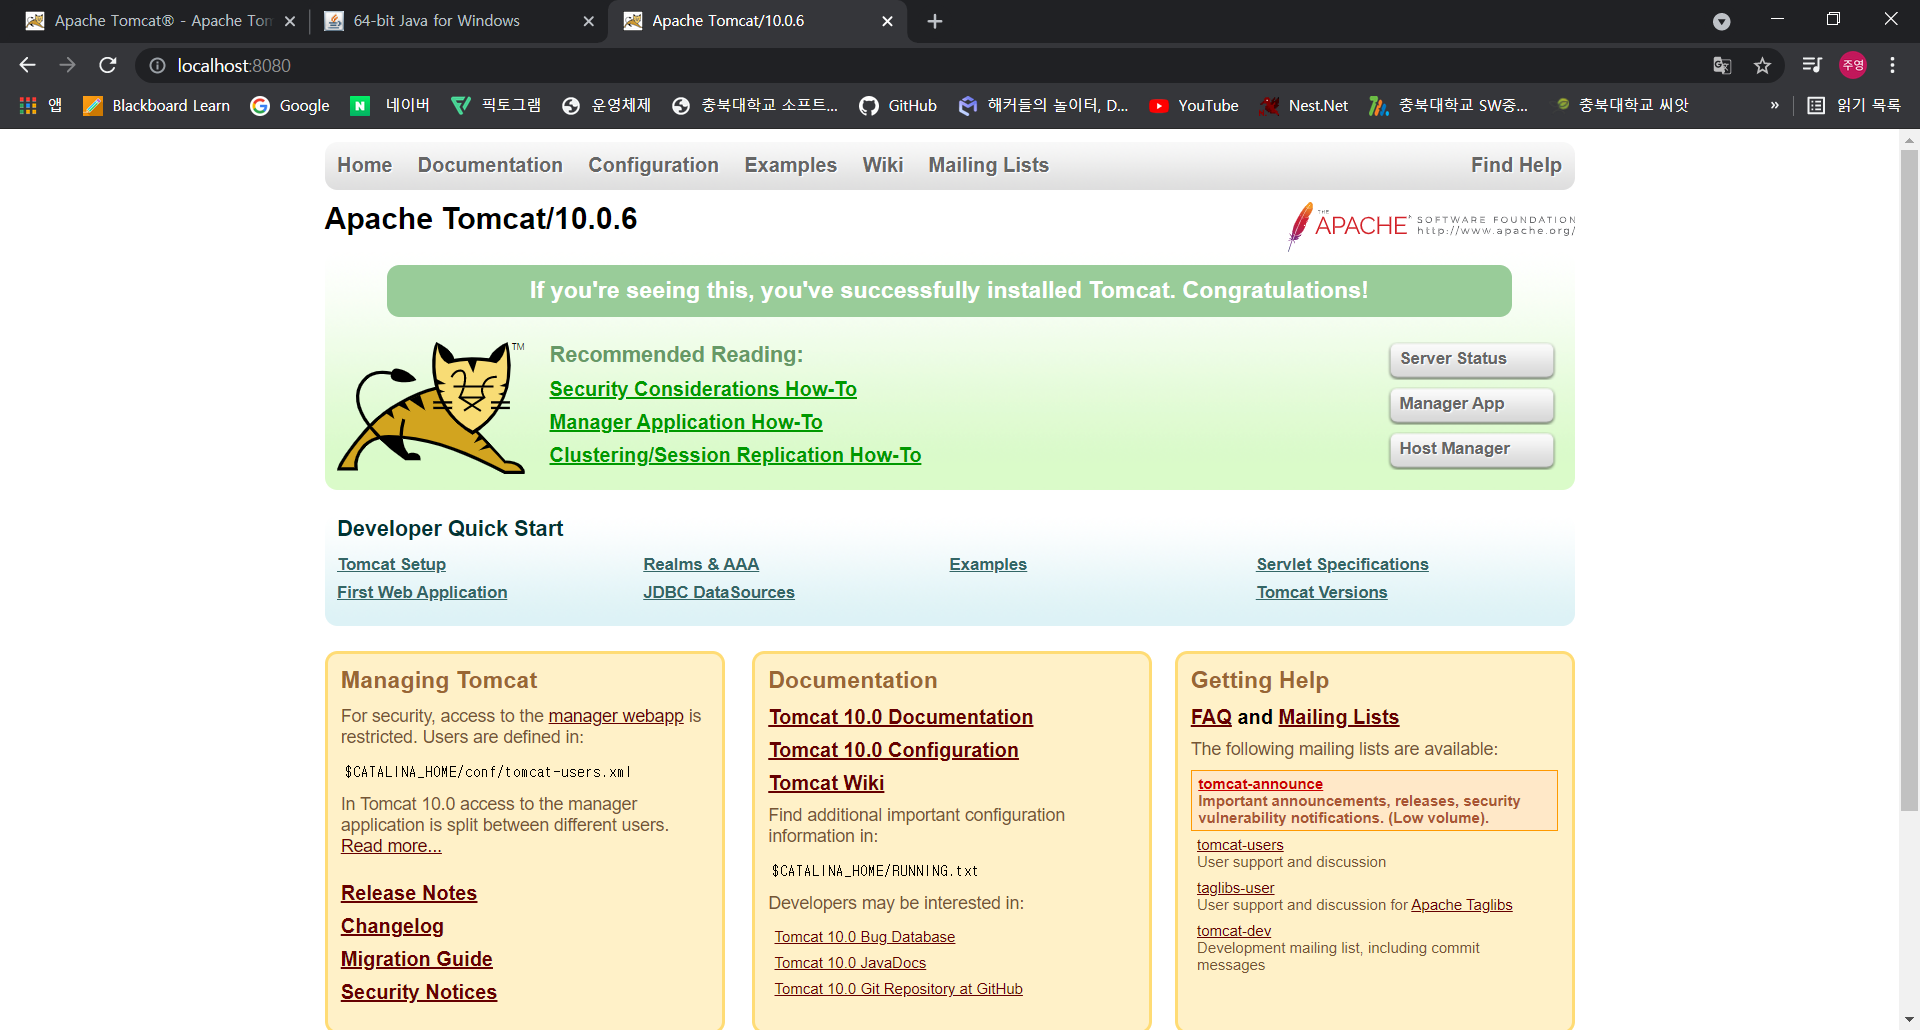 Apache Tomcat® - Apache Tom
64-bit Java for Windows
Apache Tomcat/10.0.6
localhost:8080
주영
앱
Blackboard Learn
Google
N
네이버
픽토그램
운영체제
충북대학교 소프트...
GitHub
해커들의 놀이터, D...
YouTube
Nest.Net
충북대학교 SW중...
충북대학교 씨앗
»
읽기 목록
Home Documentation Configuration Examples Wiki Mailing Lists Find Help
Apache Tomcat/10.0.6
THE
APACHE SOFTWARE FOUNDATION
http://www.apache.org/
If you're seeing this, you've successfully installed Tomcat. Congratulations!
TM
Recommended Reading:
Security Considerations How-To
Manager Application How-To
Clustering/Session Replication How-To
Server Status
Manager App
Host Manager
Developer Quick Start
Tomcat Setup
First Web Application
Realms & AAA
JDBC DataSources
Examples
Servlet Specifications
Tomcat Versions
Managing Tomcat
For security, access to the manager webapp is
restricted. Users are defined in:
$CATALINA_HOME/conf/tomcat-users.xml
In Tomcat 10.0 access to the manager
application is split between different users.
Read more...
Release Notes
Changelog
Migration Guide
Security Notices
Documentation
Tomcat 10.0 Documentation
Tomcat 10.0 Configuration
Tomcat Wiki
Find additional important configuration
information in:
$CATALINA_HOME/RUNNING.txt
Developers may be interested in:
Tomcat 10.0 Bug Database
Tomcat 10.0 JavaDocs
Tomcat 10.0 Git Repository at GitHub
Getting Help
FAQ and Mailing Lists
The following mailing lists are available:
tomcat-announce
Important announcements, releases, security
vulnerability notifications. (Low volume).
tomcat-users
User support and discussion
taglibs-user
User support and discussion for Apache Taglibs
tomcat-dev
Development mailing list, including commit
messages